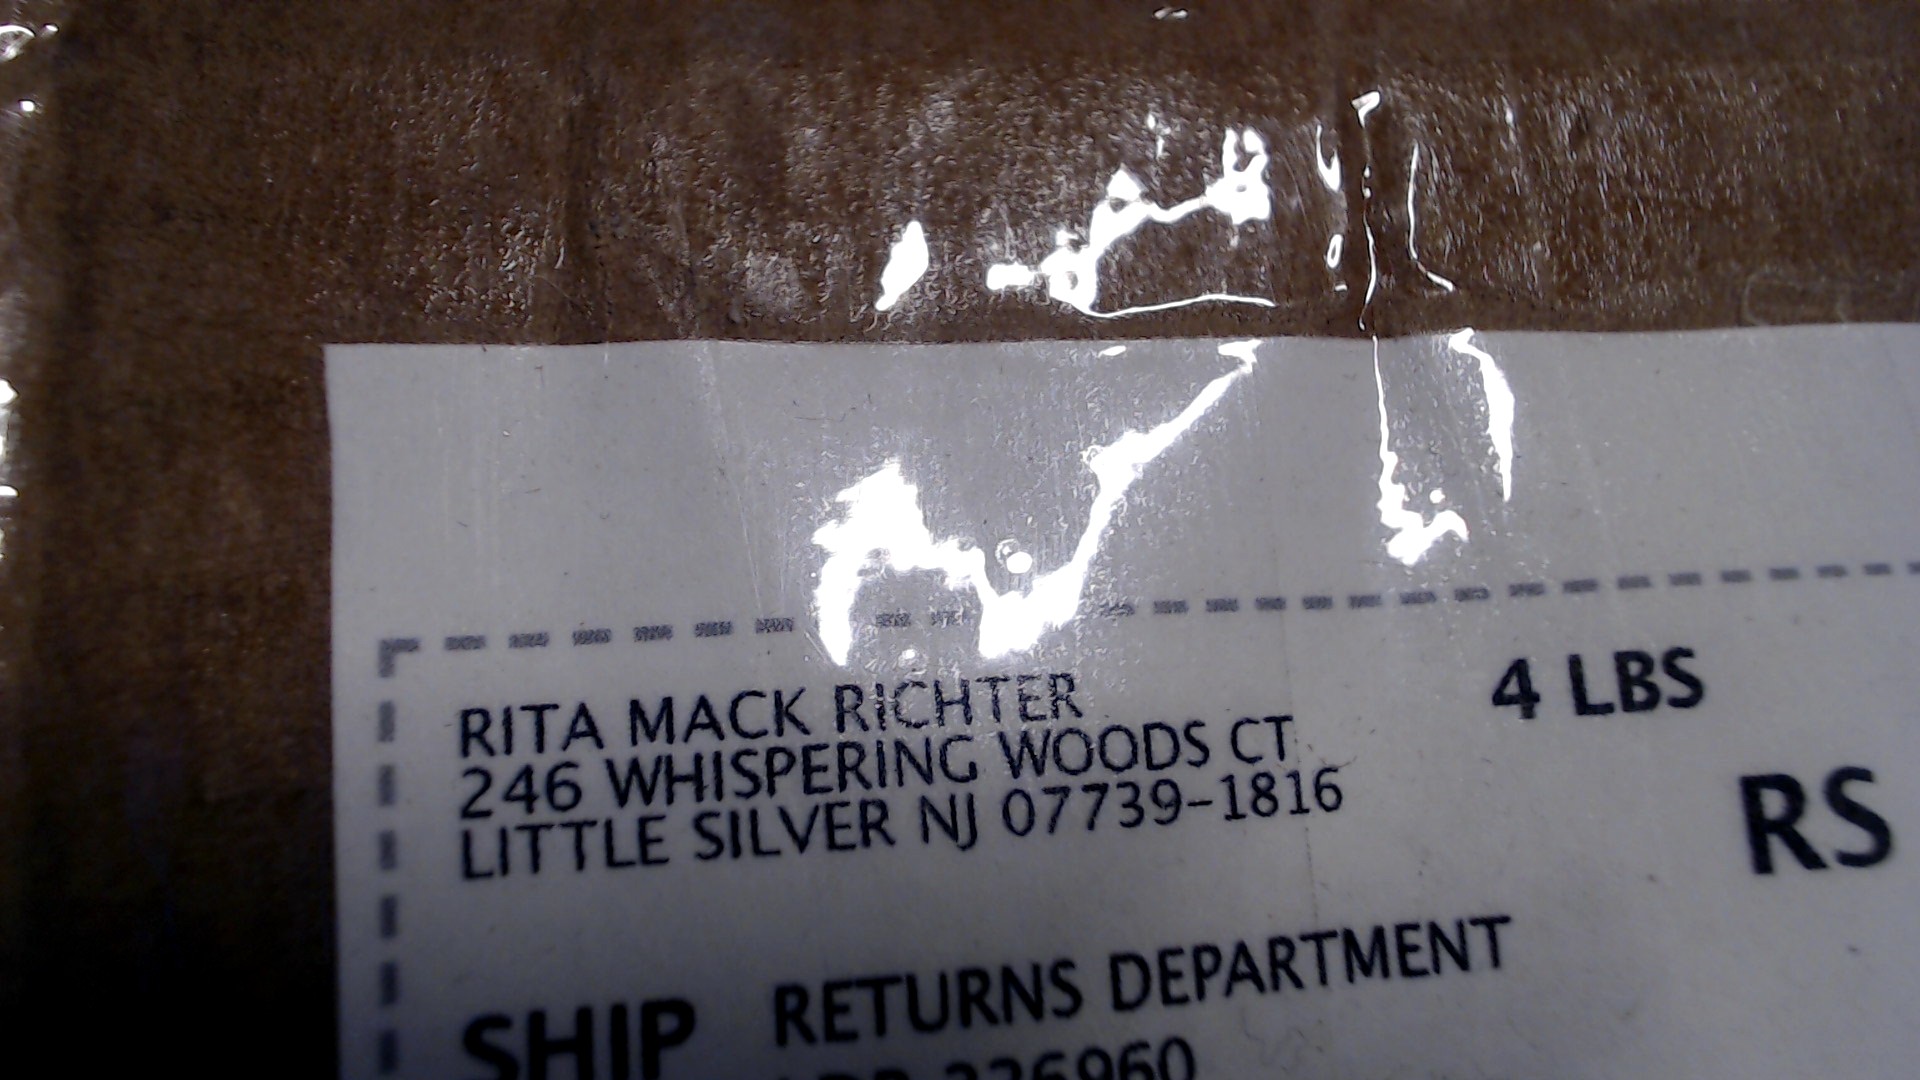 RITA MACK RICHTER
246 WHISPERING WOODS CT
LITTLE SILVER NJ 07739-1816
4 LBS
RS
SHIP
RETURNS DEPARTMENT